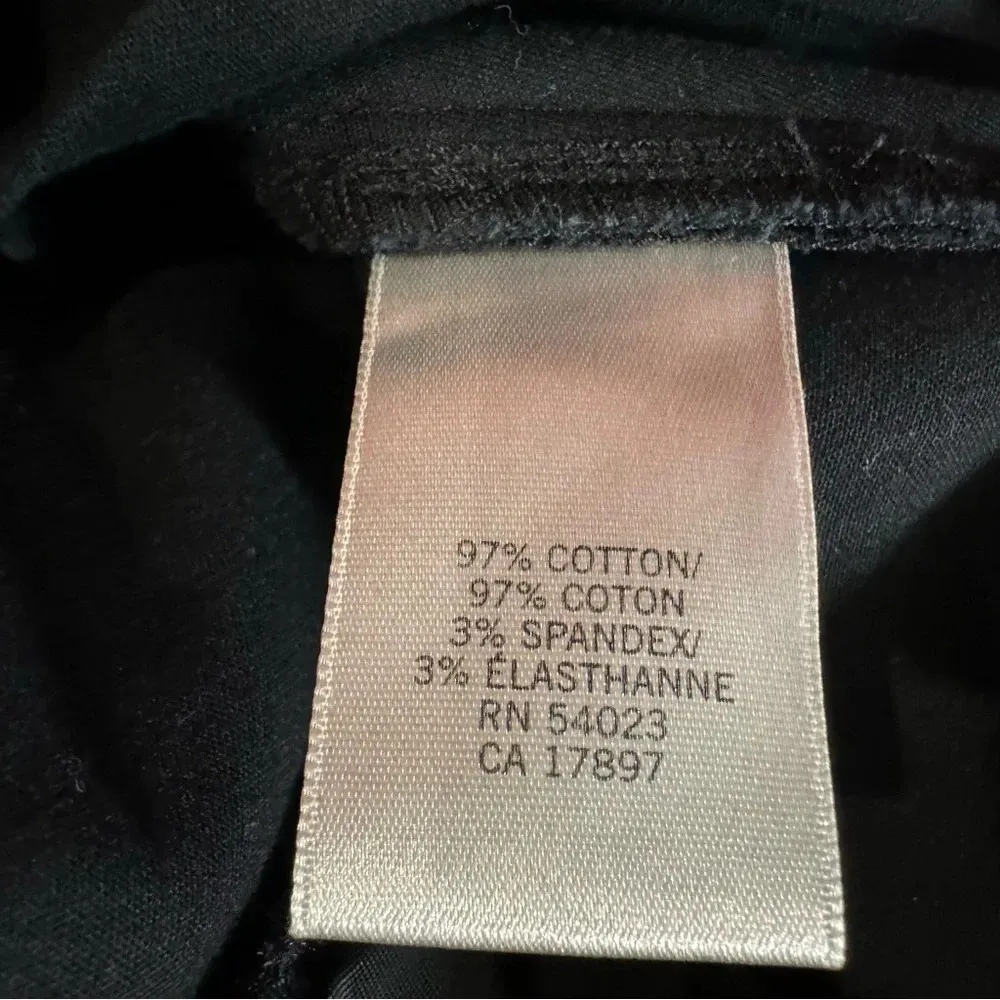 97% COTTON/
97% COTON
3% SPANDEX/
3% ÉLASTHANNE
RN 54023
CA 17897